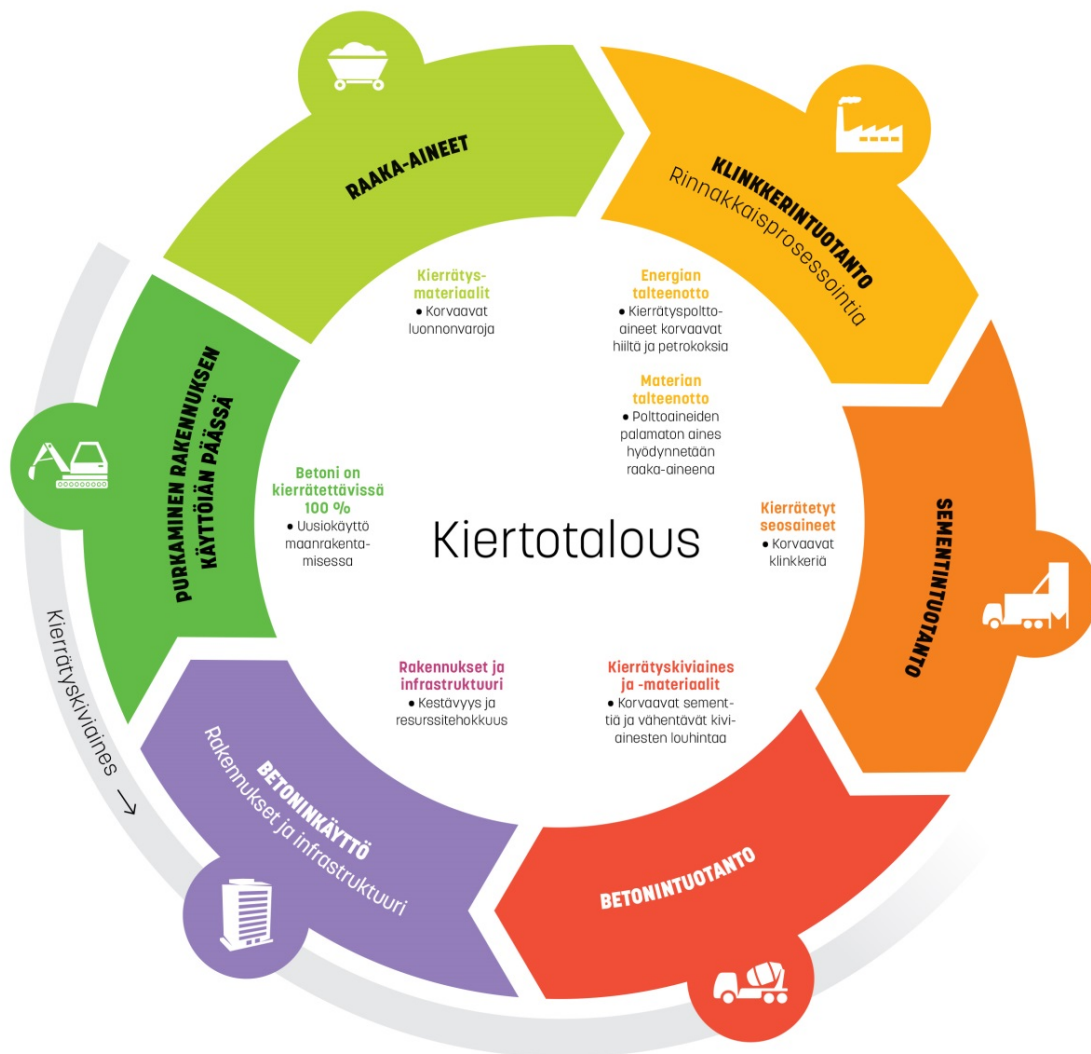 RAAKA-AINEET
KLINKKERINTUOTANTO
Rinnakkaisprosessointia
SEMENTINTUOTANTO
BETONINTUOTANTO
BETONINKÄYTTÖ
Rakennukset ja infrastruktuuri
PURKAMINEN RAKENNUKSEN
KÄYTTÖIÄN PÄÄSSÄ
Kierrätyskiviaines →
Kierrätys-
materiaalit
• Korvaavat
luonnonvaroja
Energian
talteenotto
• Kierrätyspoltto-
aineet korvaavat
hiiltä ja petrokoksia
Materian
talteenotto
• Polttoaineiden
palamaton aines
hyödynnetään
raaka-aineena
Betoni on
kierrätettävissä
100 %
• Uusiokäyttö
maanrakenta-
misessa
Kiertotalous
Kierrätetyt
seosaineet
• Korvaavat
klinkkeriä
Rakennukset ja
infrastruktuuri
• Kestävyys ja
resurssitehokkuus
Kierrätyskiviaines
ja -materiaalit
• Korvaavat sement-
tiä ja vähentävät kivi-
ainesten louhintaa